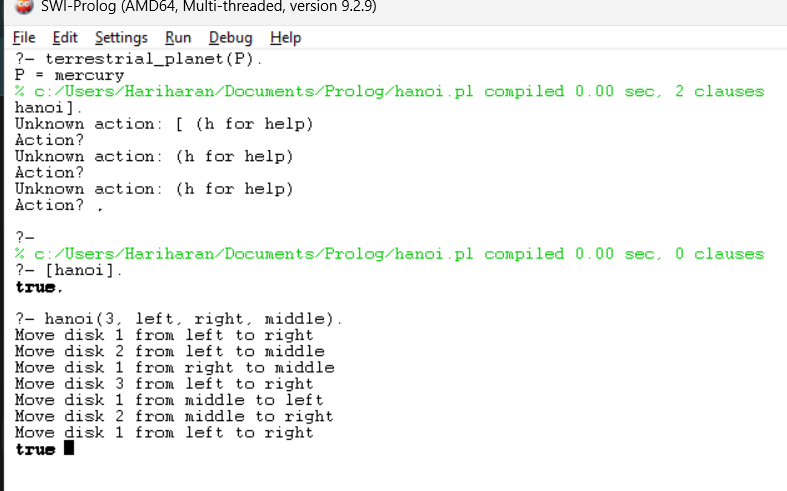 SWI-Prolog (AMD64, Multi-threaded, version 9.2.9)
File Edit Settings Run Debug Help
?- terrestrial_planet(P).
P = mercury
% c:/Users/Hariharan/Documents/Prolog/hanoi.pl compiled 0.00 sec, 2 clauses
hanoi].
Unknown action: [ (h for help)
Action?
Unknown action: (h for help)
Action?
Unknown action: (h for help)
Action? .
?-
% c:/Users/Hariharan/Documents/Prolog/hanoi.pl compiled 0.00 sec, 0 clauses
?- [hanoi].
true.
?- hanoi(3, left, right, middle).
Move disk 1 from left to right
Move disk 2 from left to middle
Move disk 1 from right to middle
Move disk 3 from left to right
Move disk 1 from middle to left
Move disk 2 from middle to right
Move disk 1 from left to right
true